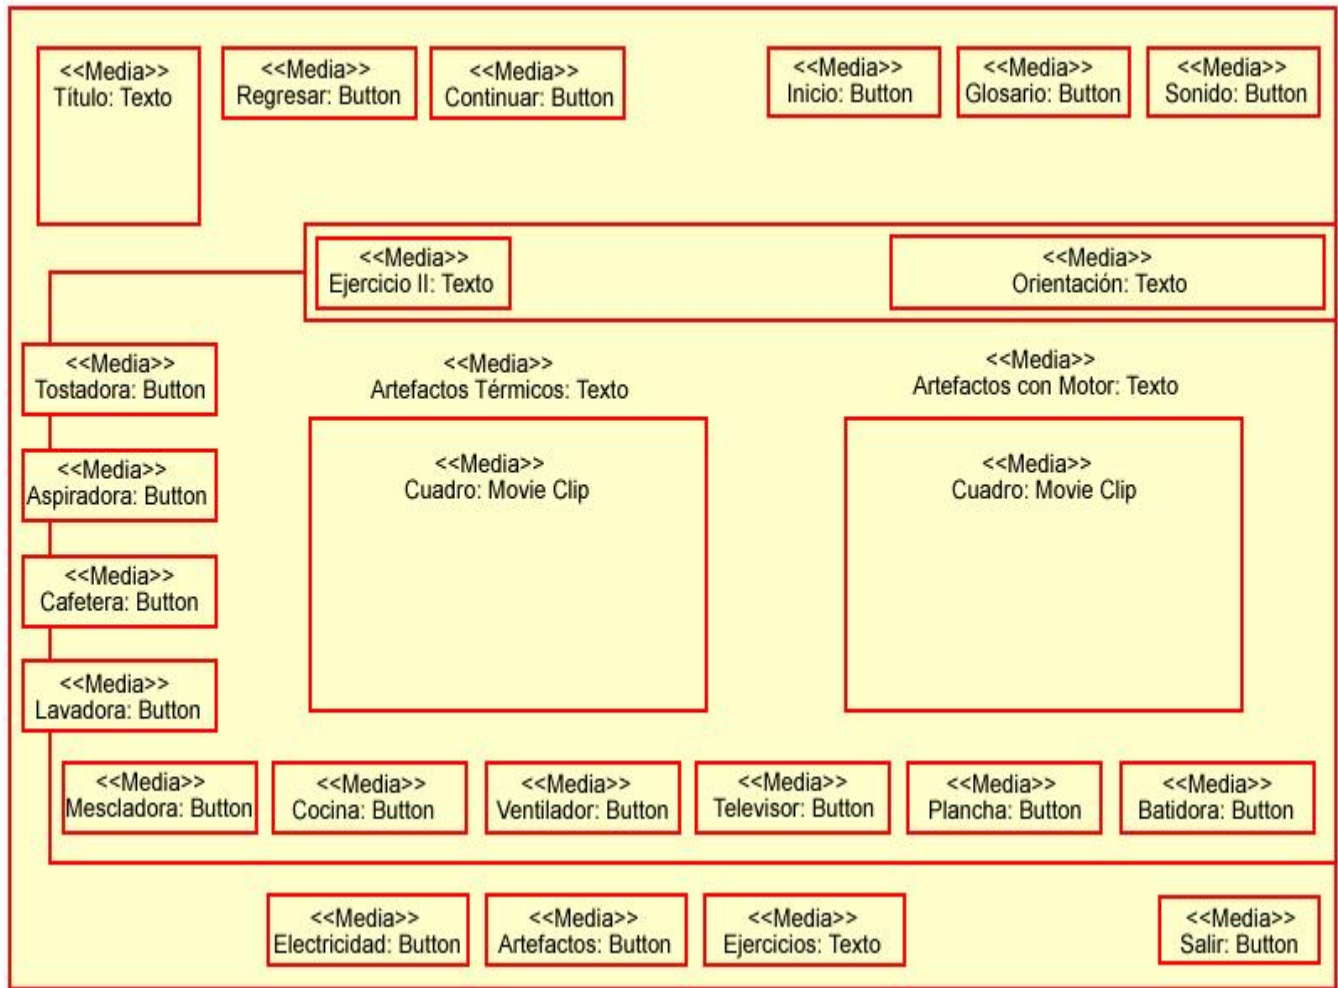 <<Media>>
Título: Texto
<<Media>>
Regresar: Button
<<Media>>
Continuar: Button
<<Media>>
Inicio: Button
<<Media>>
Glosario: Button
<<Media>>
Sonido: Button
<<Media>>
Ejercicio II: Texto
<<Media>>
Orientación: Texto
<<Media>>
Tostadora: Button
<<Media>>
Aspiradora: Button
<<Media>>
Cafetera: Button
<<Media>>
Lavadora: Button
<<Media>>
Artefactos Térmicos: Texto
<<Media>>
Cuadro: Movie Clip
<<Media>>
Artefactos con Motor: Texto
<<Media>>
Cuadro: Movie Clip
<<Media>>
Mescladora: Button
<<Media>>
Cocina: Button
<<Media>>
Ventilador: Button
<<Media>>
Televisor: Button
<<Media>>
Plancha: Button
<<Media>>
Batidora: Button
<<Media>>
Electricidad: Button
<<Media>>
Artefactos: Button
<<Media>>
Ejercicios: Texto
<<Media>>
Salir: Button